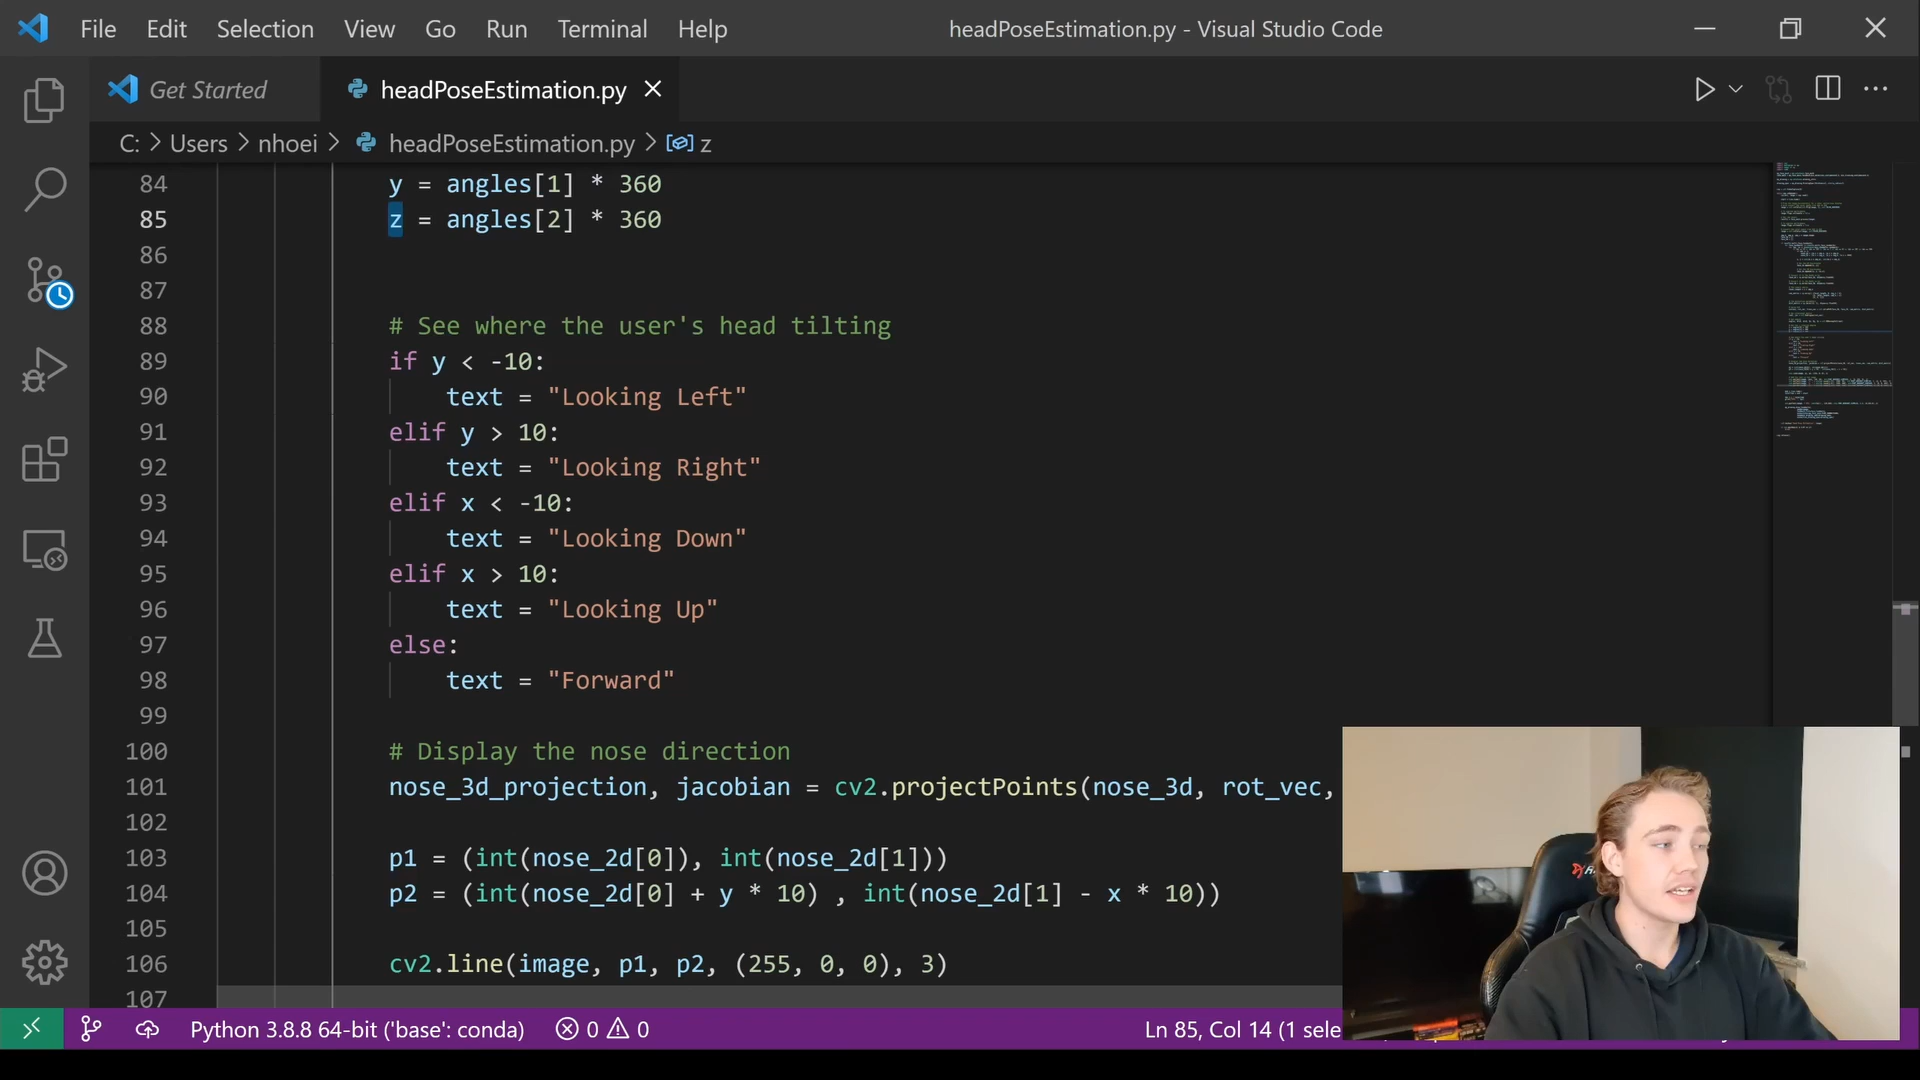 File Edit Selection View Go Run Terminal Help headPoseEstimation.py - Visual Studio Code
Get Started headPoseEstimation.py
C: > Users > nhoei > headPoseEstimation.py > z
84 y = angles[1] * 360
85 z = angles[2] * 360
86
87
88 # See where the user's head tilting
89 if y < -10:
90 text = "Looking Left"
91 elif y > 10:
92 text = "Looking Right"
93 elif x < -10:
94 text = "Looking Down"
95 elif x > 10:
96 text = "Looking Up"
97 else:
98 text = "Forward"
99
100 # Display the nose direction
101 nose_3d_projection, jacobian = cv2.projectPoints(nose_3d, rot_vec,
102
103 p1 = (int(nose_2d[0]), int(nose_2d[1]))
104 p2 = (int(nose_2d[0] + y * 10) , int(nose_2d[1] - x * 10))
105
106 cv2.line(image, p1, p2, (255, 0, 0), 3)
107
Python 3.8.8 64-bit ('base': conda) 0 0 Ln 85, Col 14 (1 sele